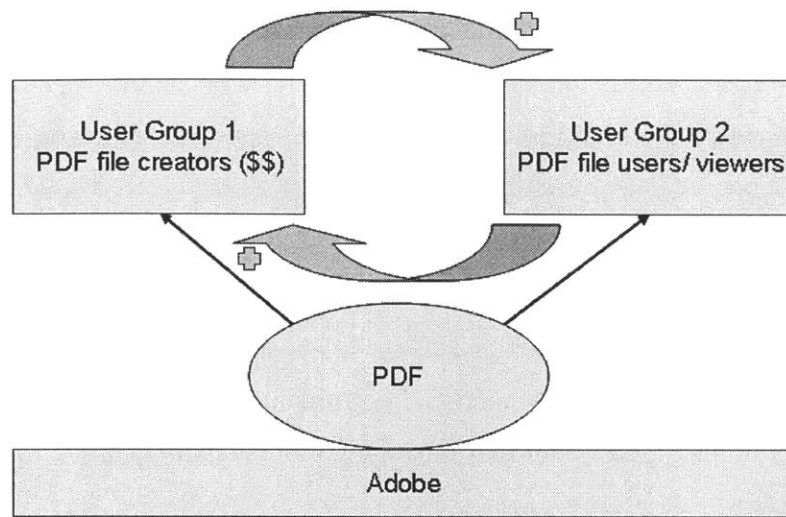 User Group 1
PDF file creators ($$)
User Group 2
PDF file users/ viewers
PDF
Adobe